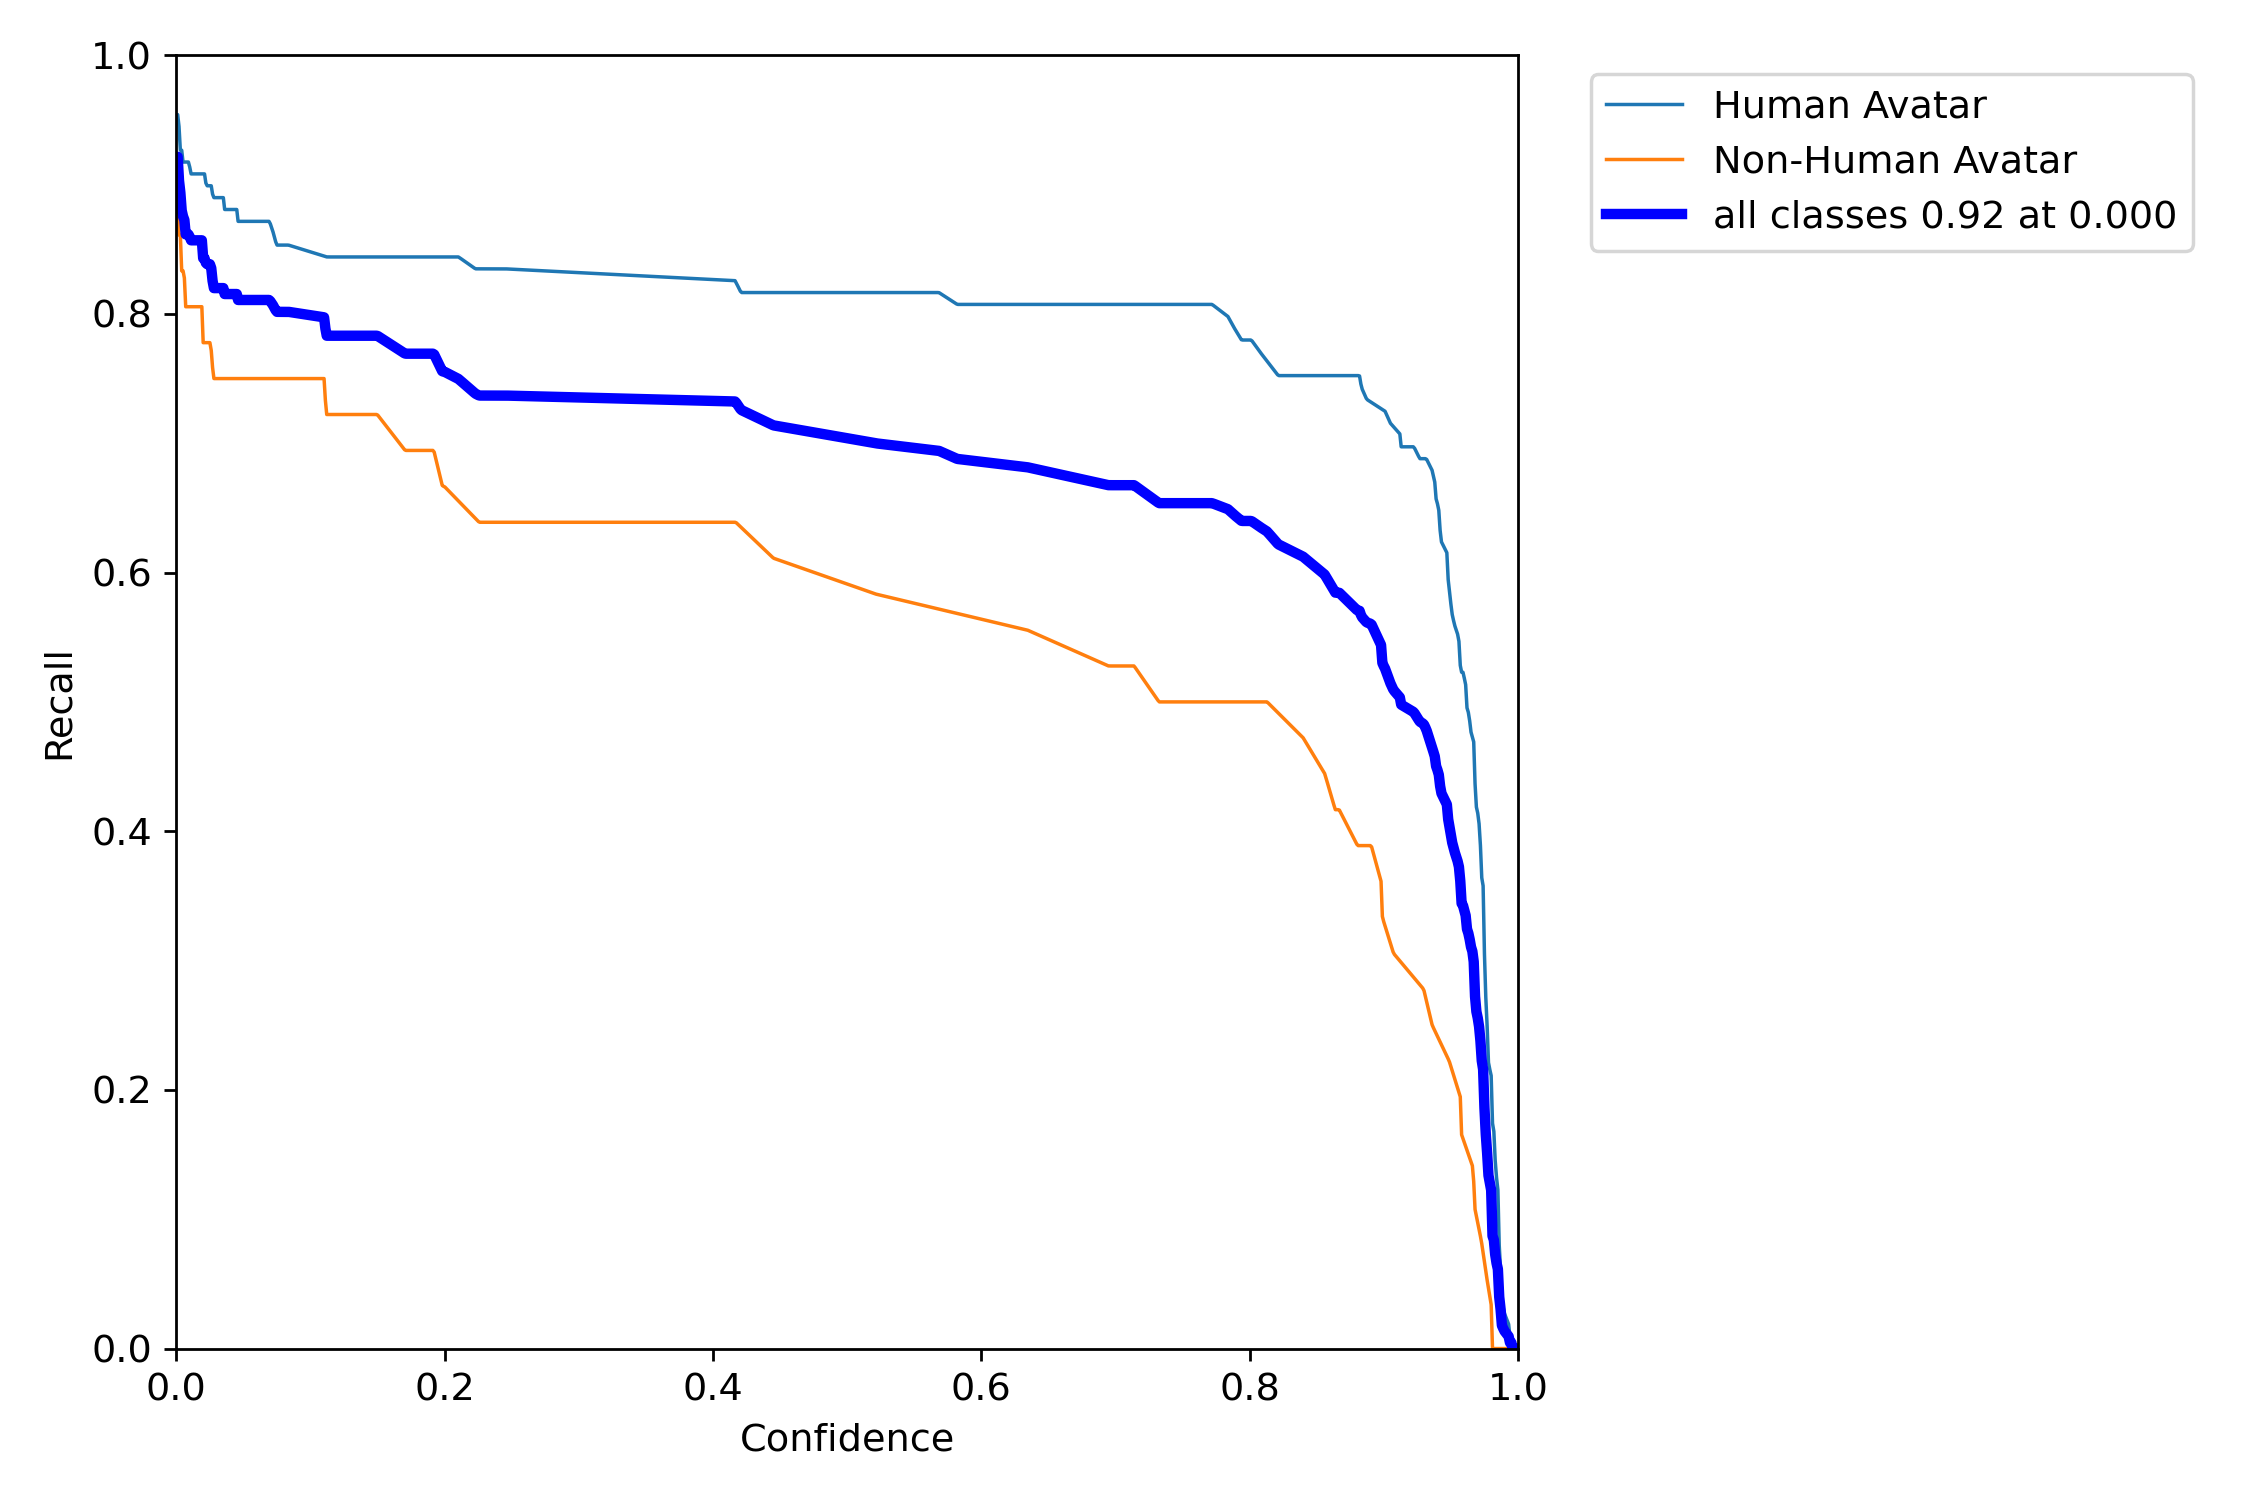 1.0
0.8
0.6
0.4
0.2
0.0
Recall
0.0 0.2 0.4 0.6 0.8 1.0
Confidence
Human Avatar
Non-Human Avatar
all classes 0.92 at 0.000